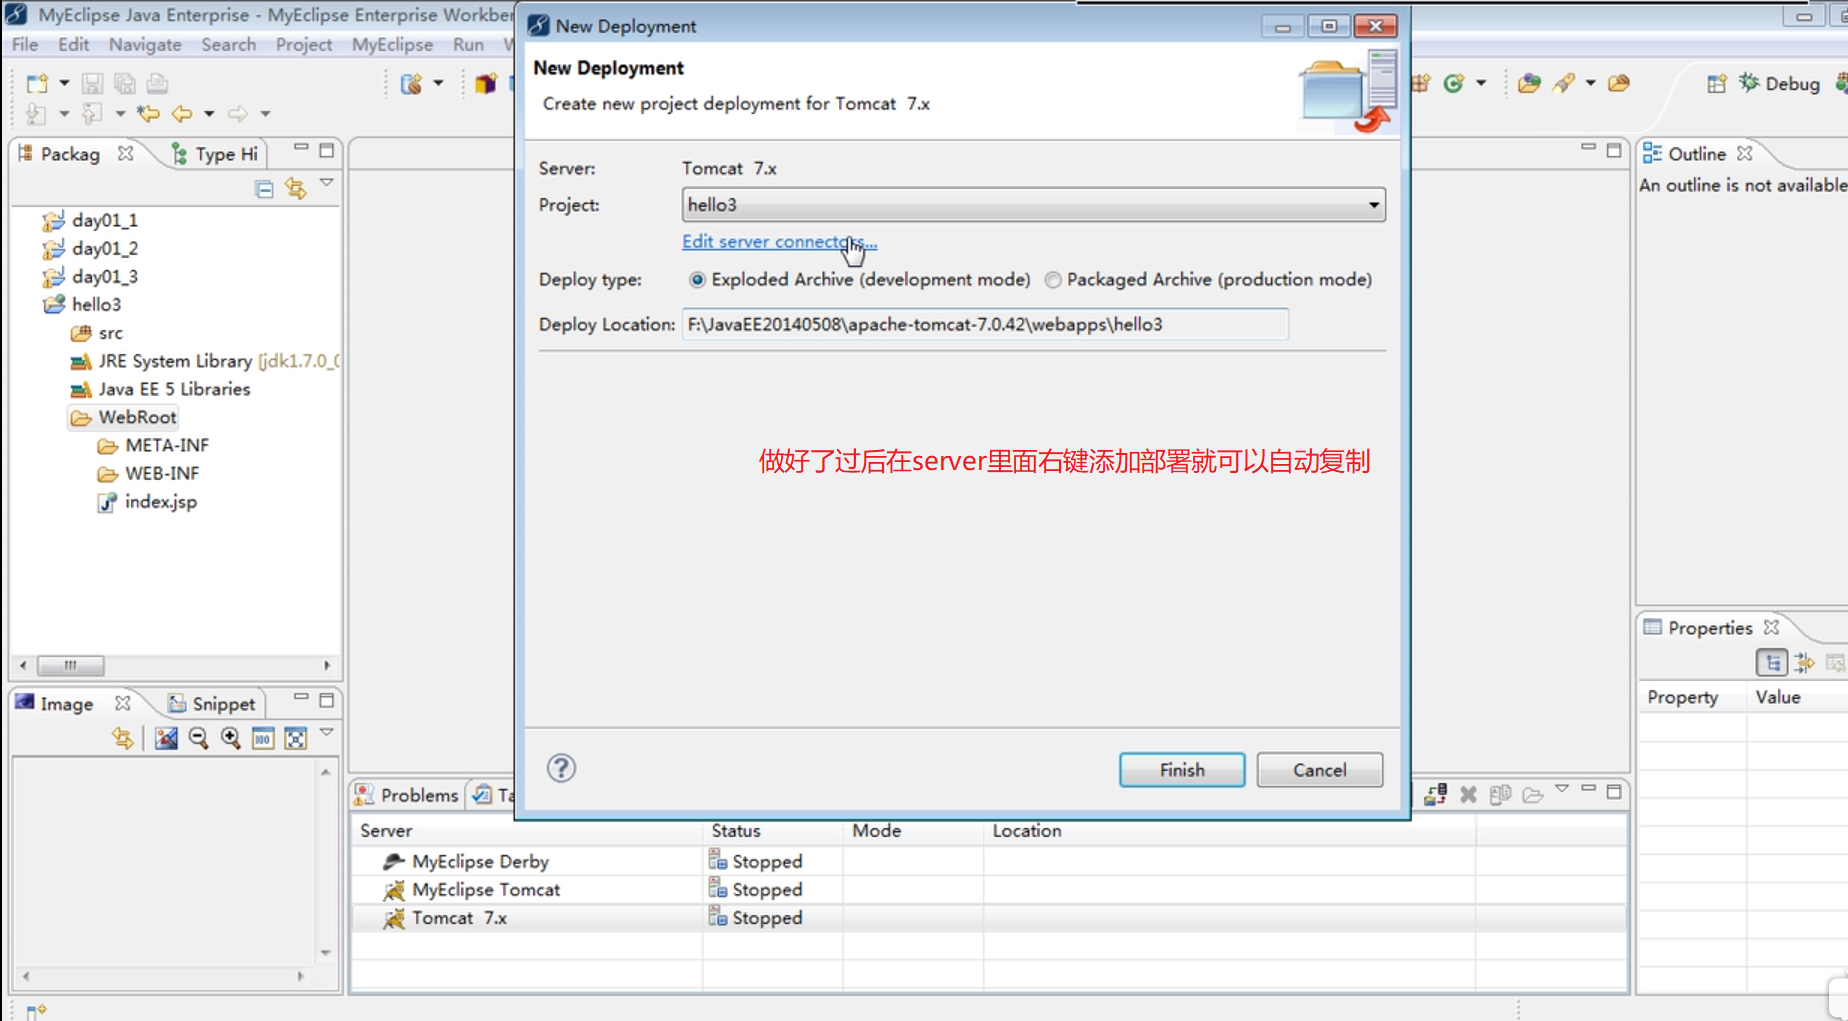 MyEclipse Java Enterprise - MyEclipse Enterprise Workben
File Edit Navigate Search Project MyEclipse Run W
Debug
Packag
Type Hi
day01_1
day01_2
day01_3
hello3
src
JRE System Library [jdk1.7.0_0
Java EE 5 Libraries
WebRoot
META-INF
WEB-INF
index.jsp
Image
Snippet
New Deployment
New Deployment
Create new project deployment for Tomcat 7.x
Server: Tomcat 7.x
Project: hello3
Edit server connectors...
Deploy type: Exploded Archive (development mode) Packaged Archive (production mode)
Deploy Location: F:\JavaEE20140508\apache-tomcat-7.0.42\webapps\hello3
做好了过后在server里面右键添加部署就可以自动复制
Finish Cancel
Problems Ta
Server Status Mode Location
MyEclipse Derby Stopped
MyEclipse Tomcat Stopped
Tomcat 7.x Stopped
Outline
An outline is not available
Properties
Property Value